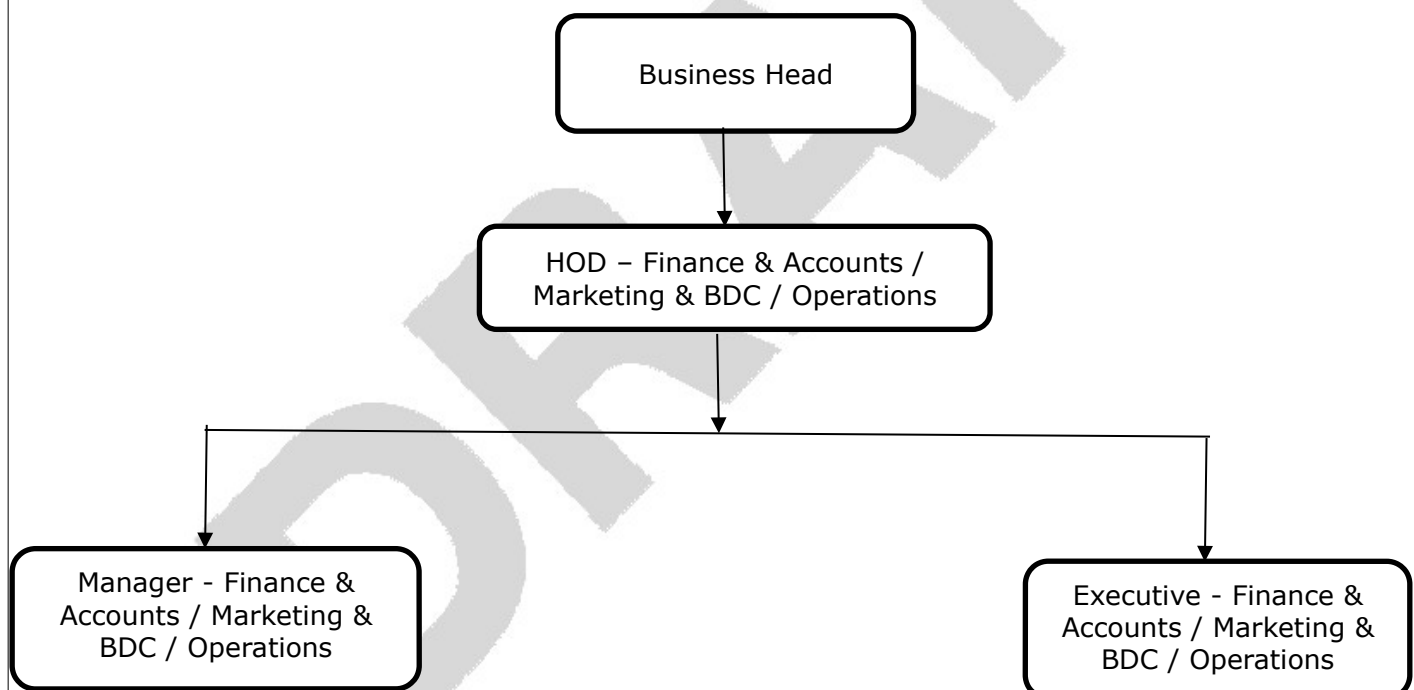 Business Head
HOD – Finance & Accounts /
Marketing & BDC / Operations
Manager - Finance &
Accounts / Marketing &
BDC / Operations
Executive - Finance &
Accounts / Marketing &
BDC / Operations
DRAF